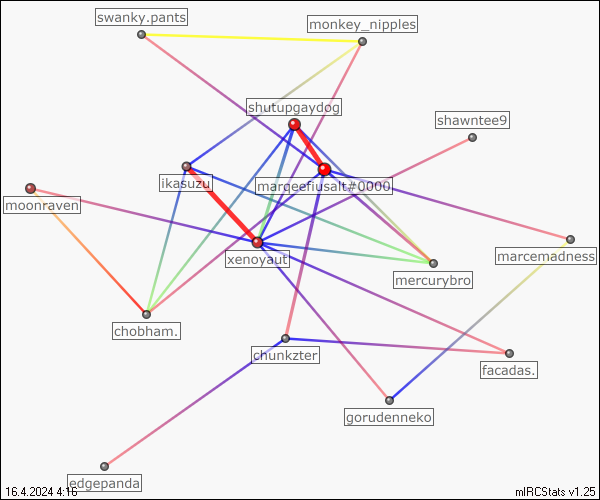 swanky.pants
monkey_nipples
shutupgaydog
shawntee9
ikasuzu
marqeefiusalt#0000
moonraven
xenoyaut
marcemadness
mercurybro
chobham.
chunkzter
facadas.
gorudenneko
edgepanda
16.4.2024 4:16
mIRCStats v1.25